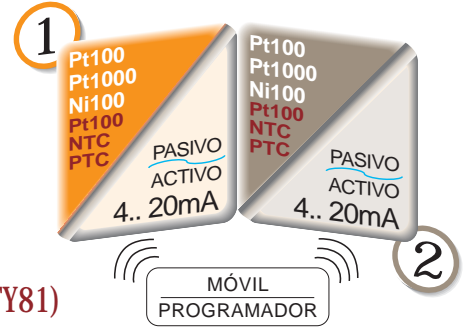 1
Pt100
Pt1000
Ni100
Pt100
NTC
PTC
PASIVO
ACTIVO
4.. 20mA
Pt100
Pt1000
Ni100
Pt100
NTC
PTC
PASIVO
ACTIVO
4.. 20mA
2
MÓVIL
PROGRAMADOR
TY81)